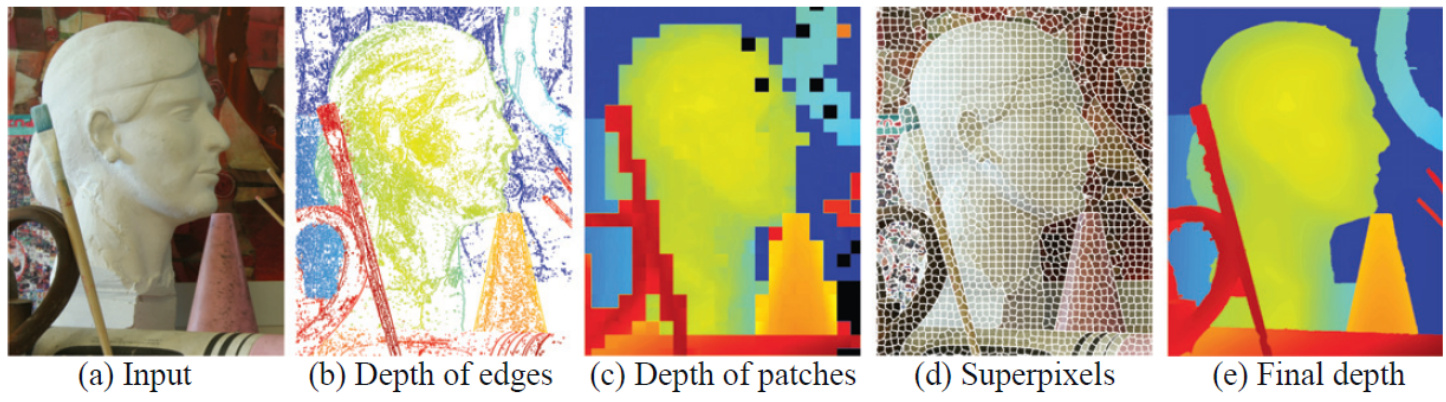 (a) Input (b) Depth of edges (c) Depth of patches (d) Superpixels (e) Final depth